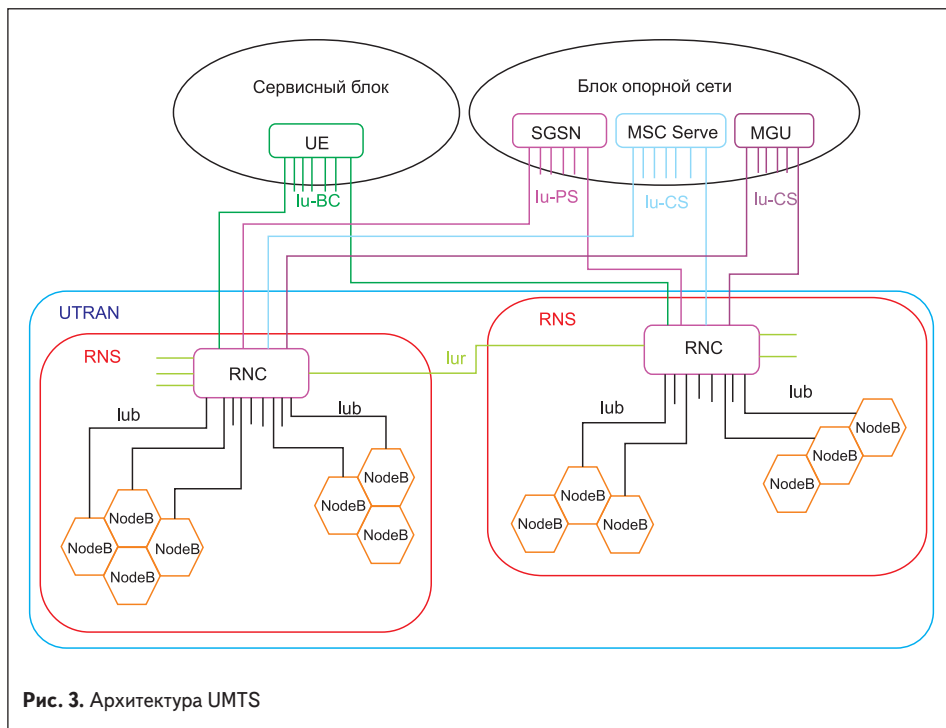 Сервисный блок
Блок опорной сети
UE
SGSN
MSC Serve
MGU
Iu-BC
Iu-PS
Iu-CS
Iu-CS
UTRAN
RNS
RNS
RNC
RNC
Iur
Iub
Iub
Iub
Iub
NodeB
NodeB
NodeB
NodeB
NodeB
NodeB
NodeB
NodeB
NodeB
NodeB
NodeB
NodeB
NodeB
Рис. 3. Архитектура UMTS